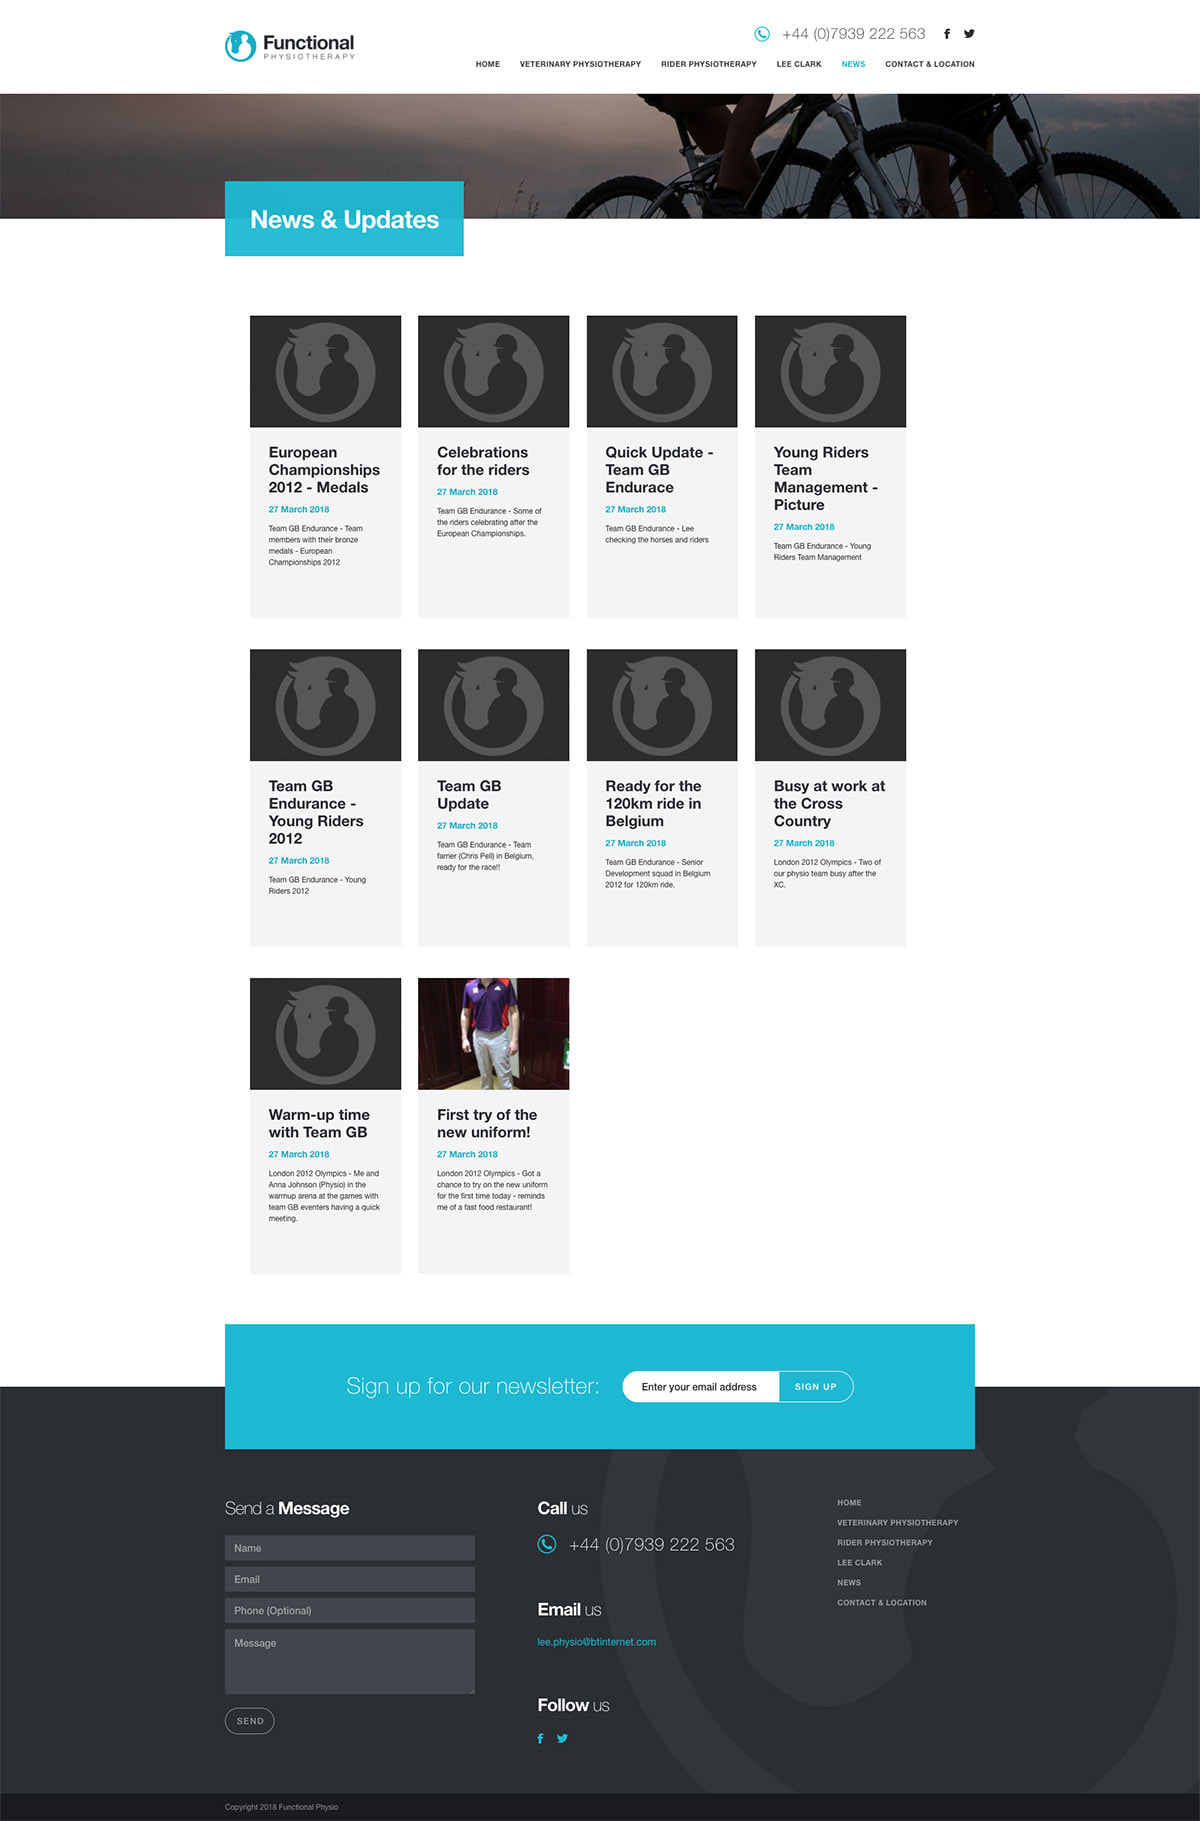 Functional
PHYSIOTHERAPY
+44 (0)7939 222 563
HOME
VETERINARY PHYSIOTHERAPY
RIDER PHYSIOTHERAPY
LEE CLARK
NEWS
CONTACT & LOCATION
News & Updates
European
Championships
2012 - Medals
27 March 2018
Team GB Endurance - Team
members with their bronze
medals - European
Championships 2012
Celebrations
for the riders
27 March 2018
Team GB Endurance - Some of
the riders celebrating after the
European Championships.
Quick Update -
Team GB
Endurace
27 March 2018
Team GB Endurance - Lee
checking the horses and riders
Young Riders
Team
Management -
Picture
27 March 2018
Team GB Endurance - Young
Riders Team Management
Team GB
Endurance -
Young Riders
2012
27 March 2018
Team GB Endurance - Young
Riders 2012
Team GB
Update
27 March 2018
Team GB Endurance - Team
farrier (Chris Pell) in Belgium,
ready for the race!!
Ready for the
120km ride in
Belgium
27 March 2018
Team GB Endurance - Senior
Development squad in Belgium
2012 for 120km ride.
Busy at work at
the Cross
Country
27 March 2018
London 2012 Olympics - Two of
our physio team busy after the
XC.
Warm-up time
with Team GB
27 March 2018
London 2012 Olympics - Me and
Anna Johnson (Physio) in the
warmup arena at the games with
team GB eventers having a quick
meeting.
First try of the
new uniform!
27 March 2018
London 2012 Olympics - Got a
chance to try on the new uniform
for the first time today - reminds
me of a fast food restaurant!
Sign up for our newsletter:
Enter your email address
SIGN UP
Send a Message
Name
Email
Phone (Optional)
Message
SEND
Call us
+44 (0)7939 222 563
Email us
lee.physio@btinternet.com
Follow us
HOME
VETERINARY PHYSIOTHERAPY
RIDER PHYSIOTHERAPY
LEE CLARK
NEWS
CONTACT & LOCATION
Copyright 2018 Functional Physio